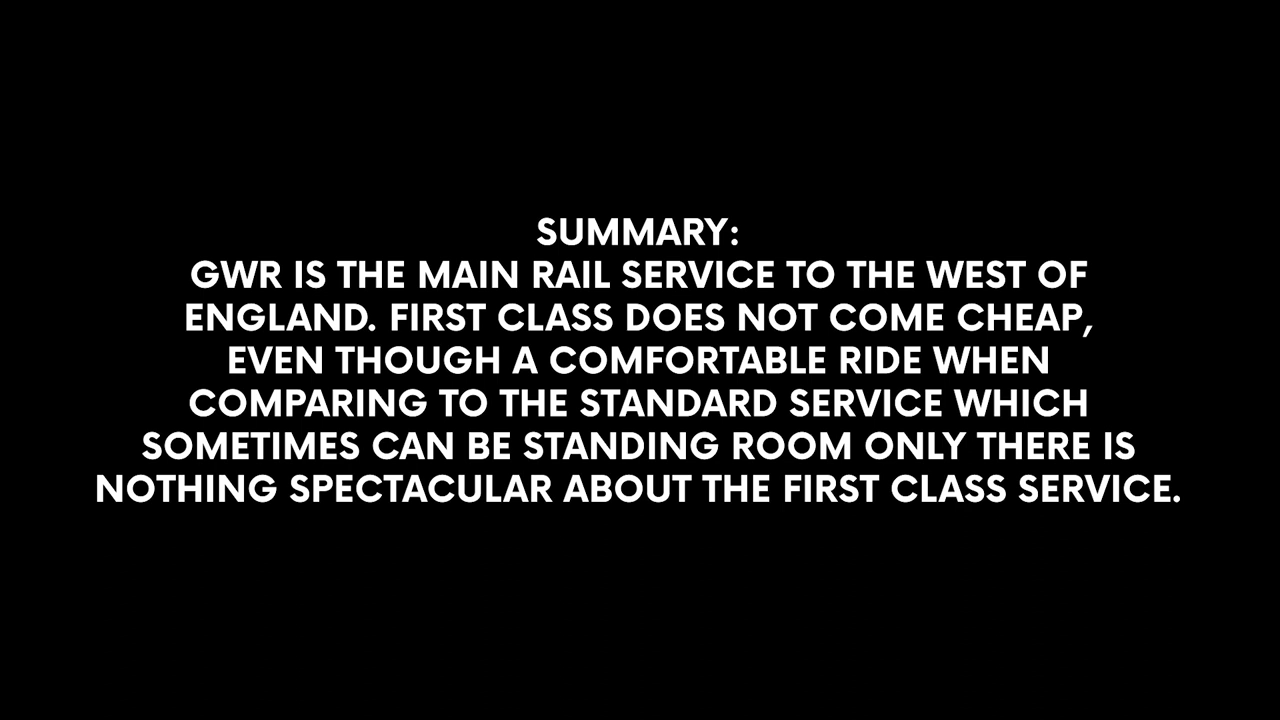 SUMMARY:
GWR IS THE MAIN RAIL SERVICE TO THE WEST OF
ENGLAND. FIRST CLASS DOES NOT COME CHEAP,
EVEN THOUGH A COMFORTABLE RIDE WHEN
COMPARING TO THE STANDARD SERVICE WHICH
SOMETIMES CAN BE STANDING ROOM ONLY THERE IS
NOTHING SPECTACULAR ABOUT THE FIRST CLASS SERVICE.